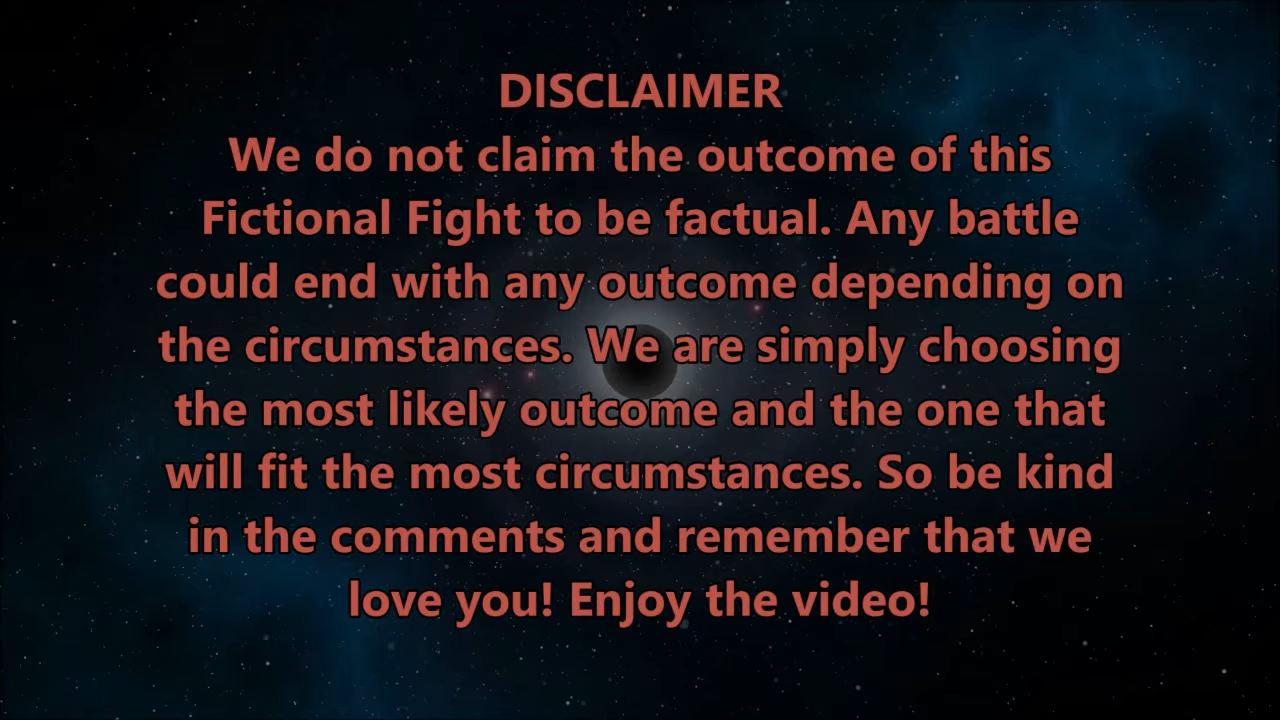 DISCLAIMER
We do not claim the outcome of this
Fictional Fight to be factual. Any battle
could end with any outcome depending on
the circumstances. We are simply choosing
the most likely outcome and the one that
will fit the most circumstances. So be kind
in the comments and remember that we
love you! Enjoy the video!